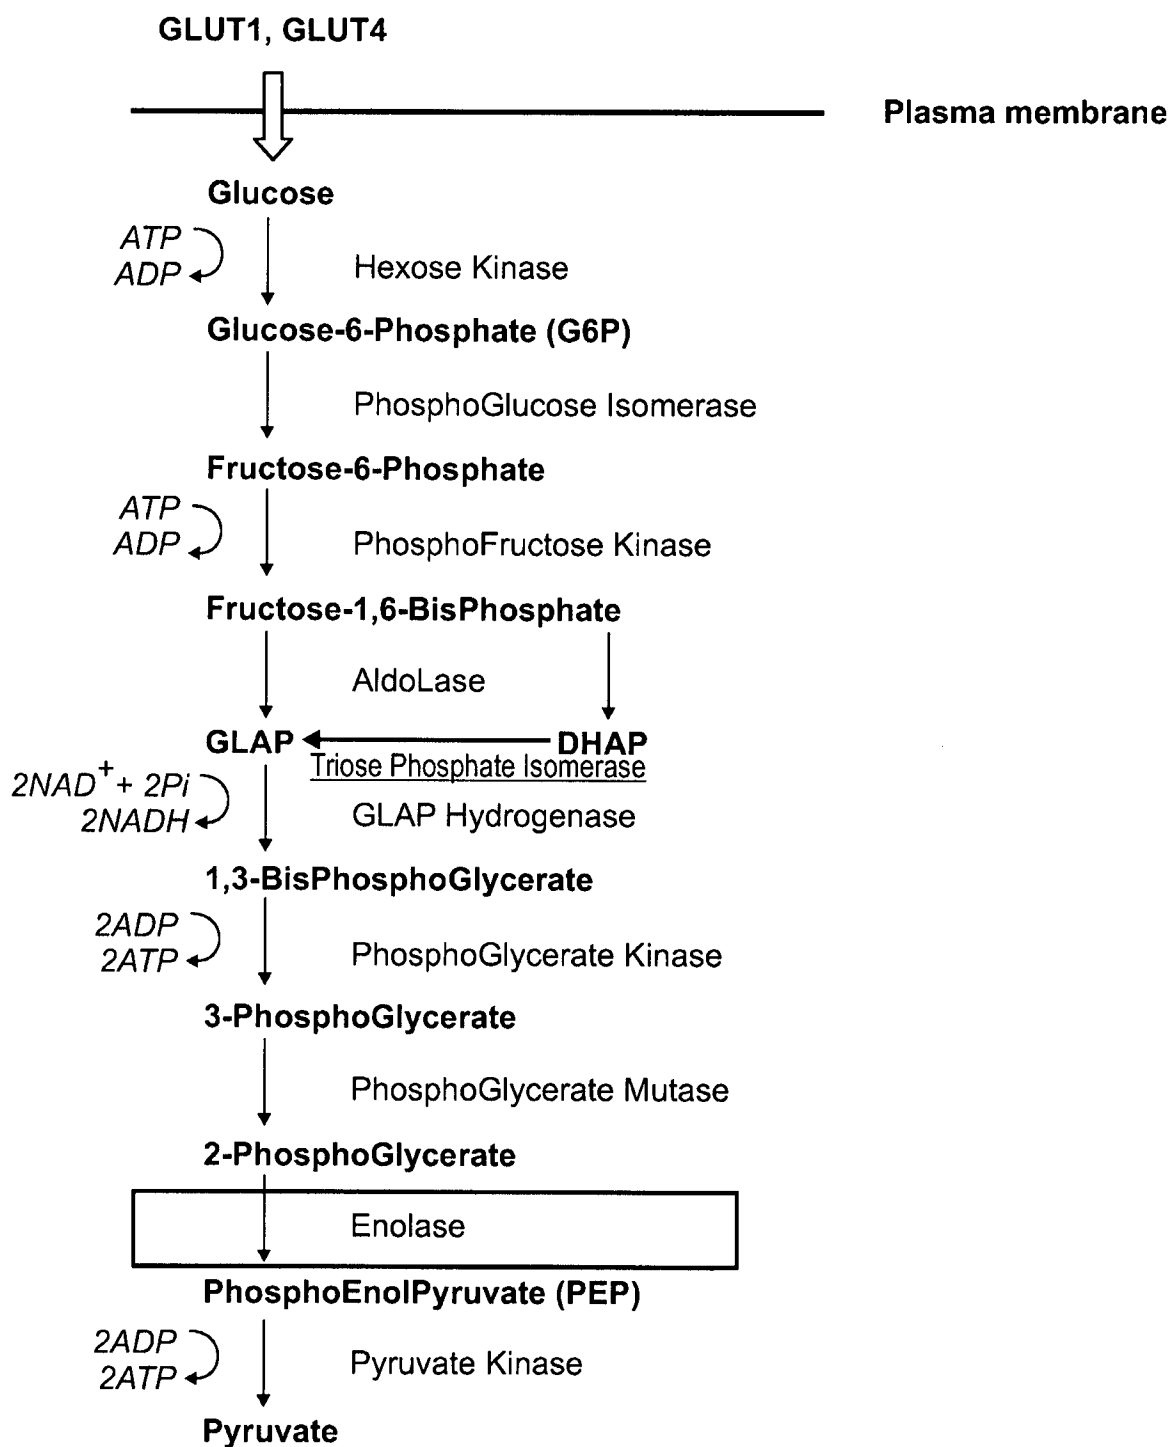 GLUT1, GLUT4
Plasma membrane
Glucose
ATP
ADP
Hexose Kinase
Glucose-6-Phosphate (G6P)
PhosphoGlucose Isomerase
Fructose-6-Phosphate
ATP
ADP
PhosphoFructose Kinase
Fructose-1,6-BisPhosphate
AldoLase
GLAP
DHAP
Triose Phosphate Isomerase
2NAD+ + 2Pi
2NADH
GLAP Hydrogenase
1,3-BisPhosphoGlycerate
2ADP
2ATP
PhosphoGlycerate Kinase
3-PhosphoGlycerate
PhosphoGlycerate Mutase
2-PhosphoGlycerate
Enolase
PhosphoEnolPyruvate (PEP)
2ADP
2ATP
Pyruvate Kinase
Pyruvate